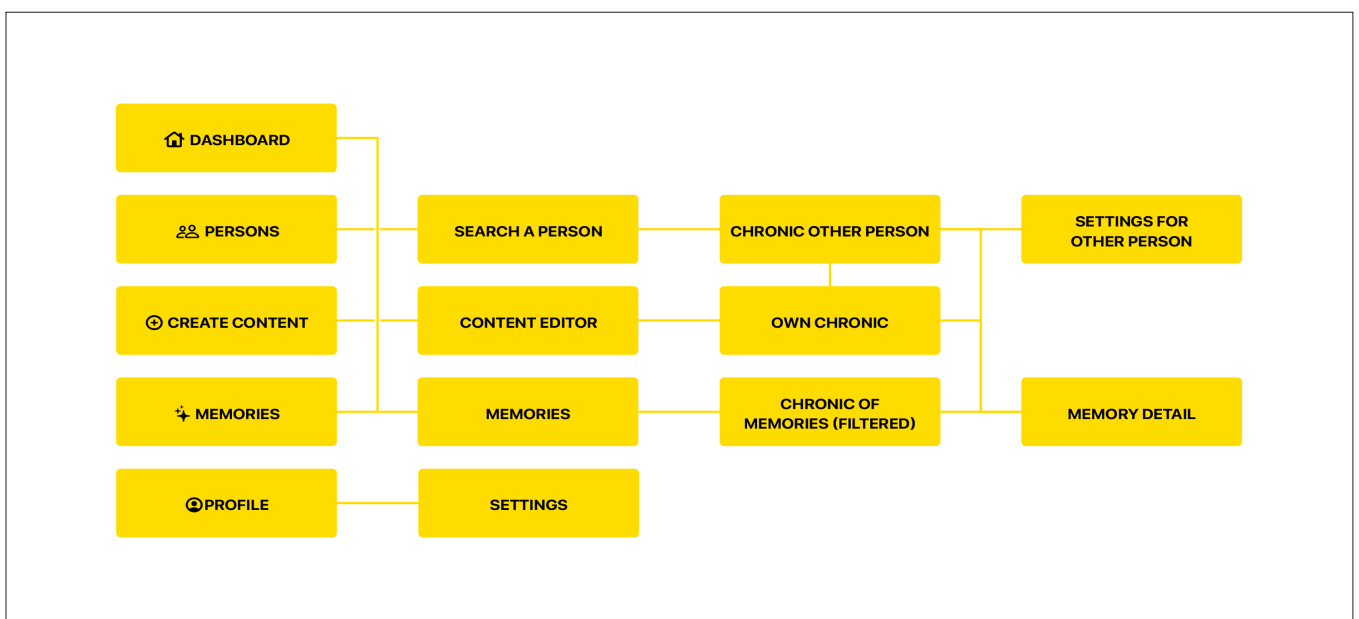 DASHBOARD
PERSONS
SEARCH A PERSON
CHRONIC OTHER PERSON
SETTINGS FOR
OTHER PERSON
CREATE CONTENT
CONTENT EDITOR
OWN CHRONIC
MEMORIES
MEMORIES
CHRONIC OF
MEMORIES (FILTERED)
MEMORY DETAIL
PROFILE
SETTINGS